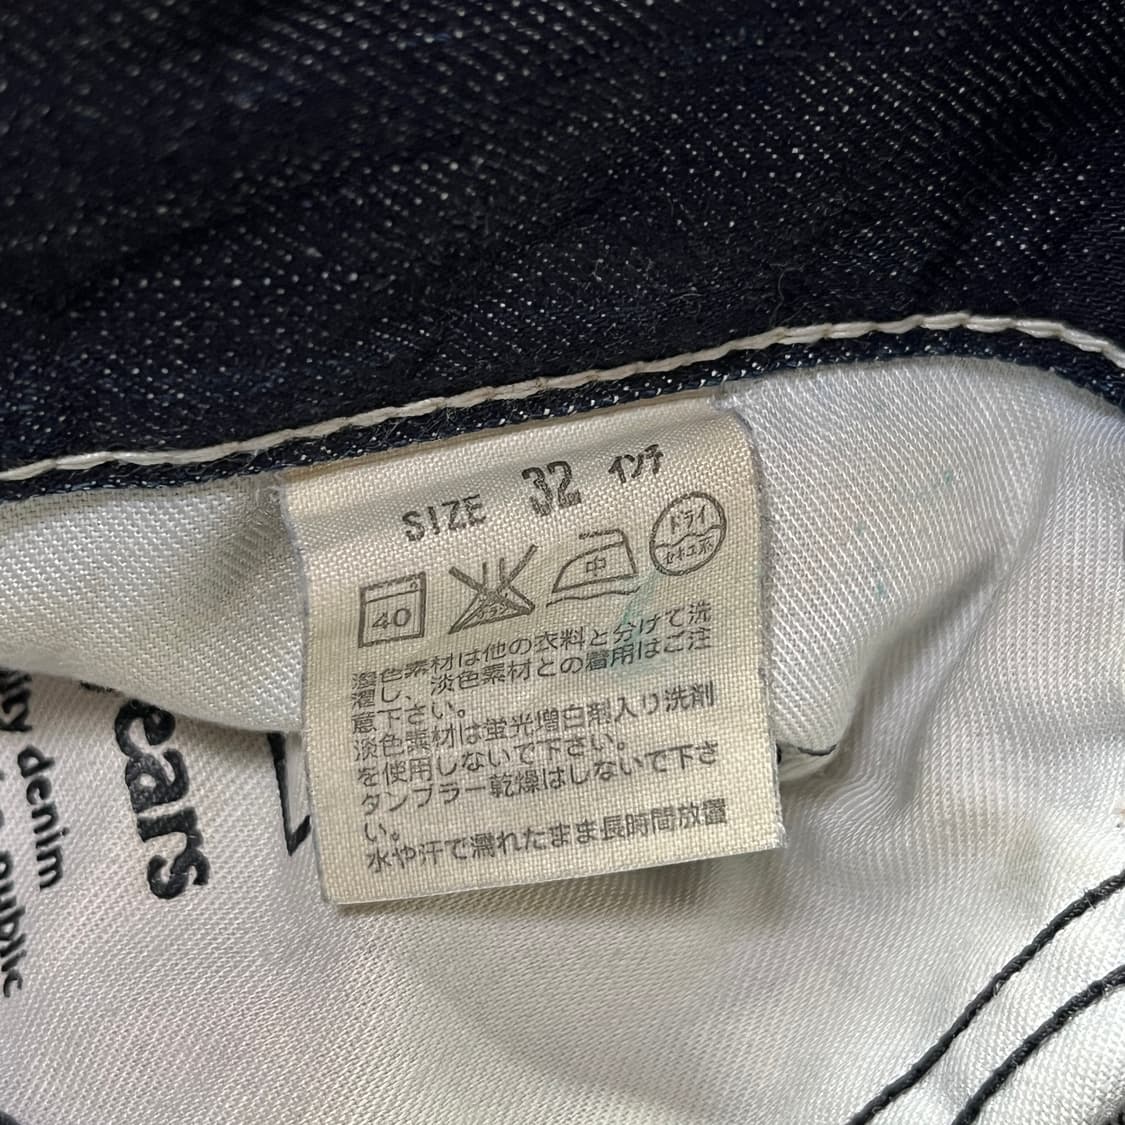 SIZE 32 インチ
40
中
ドライ
セキユ系
濃色素材は他の衣料と分けて洗
濯し、淡色素材との着用はご注
意下さい。
淡色素材は蛍光増白剤入り洗剤
を使用しないで下さい。
タンブラー乾燥はしないで下さ
い。
水や汗で濡れたまま長時間放置
ears
denim
public